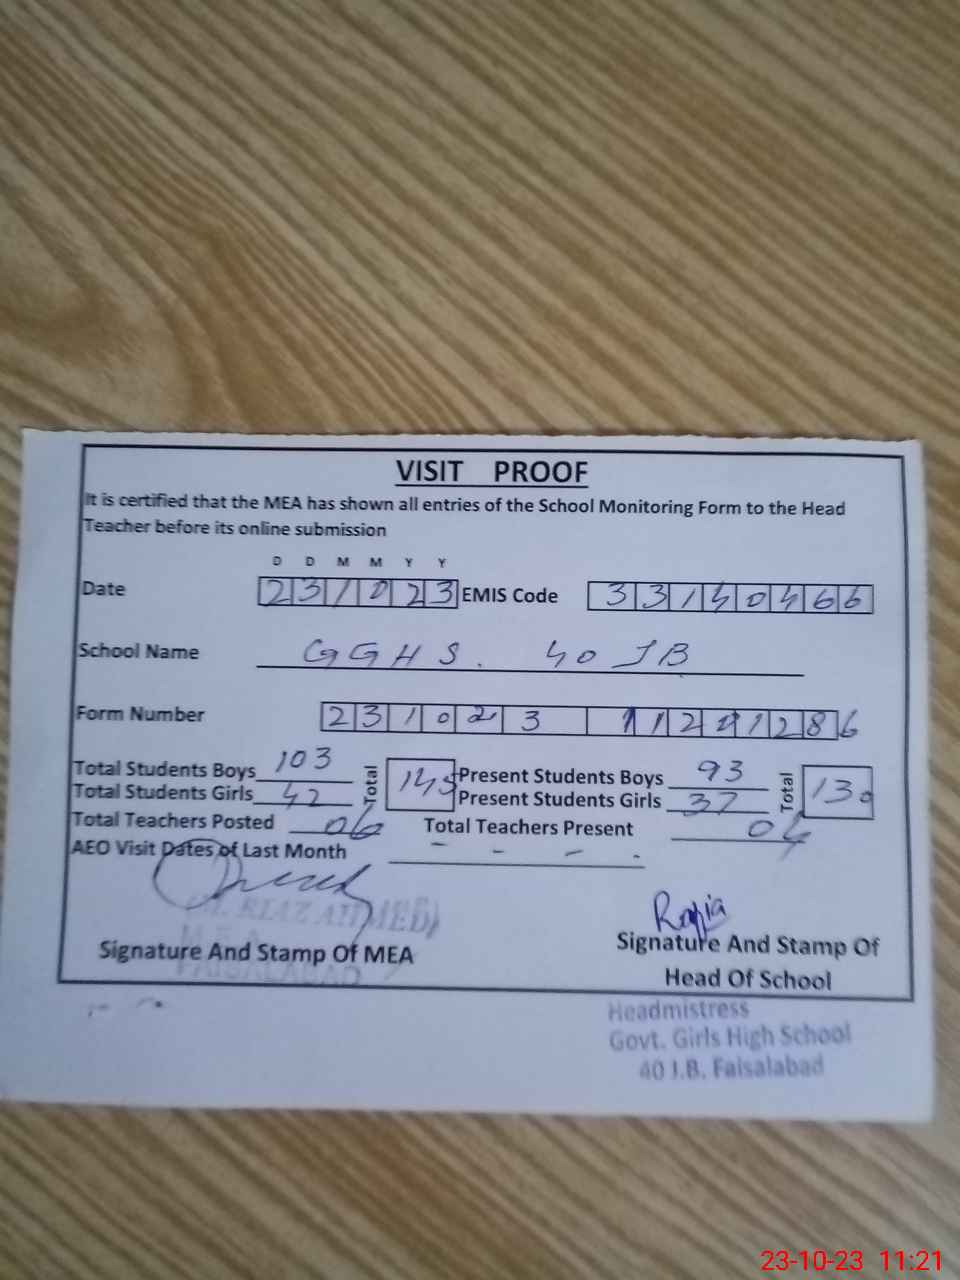 VISIT PROOF
It is certified that the MEA has shown all entries of the School Monitoring Form to the Head
Teacher before its online submission
D D M M Y Y
Date 231023 EMIS Code 33140466
School Name GGHS. 40 JB
Form Number 231023
Total Students Boys 103 Total 145 Present Students Boys 93 Total 130
Total Students Girls 42 Present Students Girls 37
Total Teachers Posted 06 Total Teachers Present 04
AEO Visit Dates of Last Month - - - -
RIAZ AHMED
Rafia
Signature And Stamp Of MEA Signature And Stamp Of
FAISALABAD Head Of School
Headmistress
Govt. Girls High School
40 J.B. Faisalabad
23-10-23 11:21